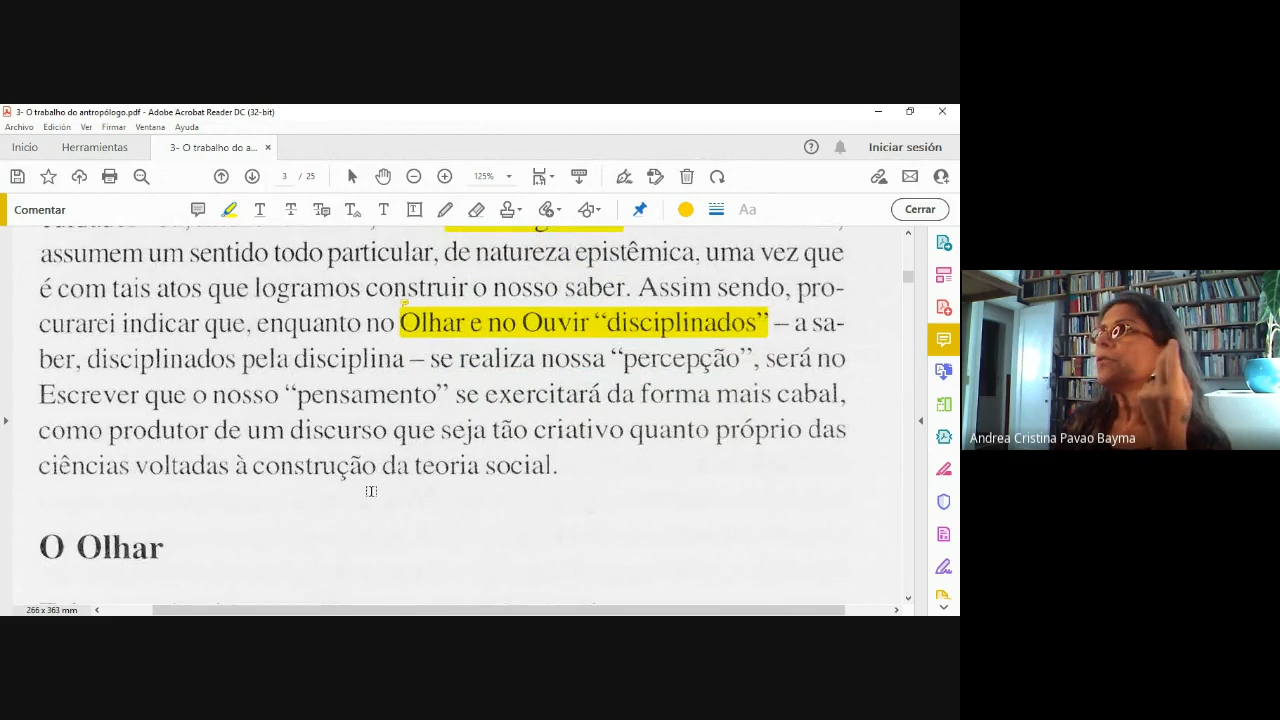 3- O trabalho do antropólogo.pdf - Adobe Acrobat Reader DC (32-bit)
Archivo Edición Ver Firmar Ventana Ayuda
Inicio Herramientas 3- O trabalho do a... × Iniciar sesión
3 / 25 125%
Comentar Aa Cerrar
assumem um sentido todo particular, de natureza epistêmica, uma vez que
é com tais atos que logramos construir o nosso saber. Assim sendo, pro-
curarei indicar que, enquanto no Olhar e no Ouvir “disciplinados” – a sa-
ber, disciplinados pela disciplina – se realiza nossa “percepção”, será no
Escrever que o nosso “pensamento” se exercitará da forma mais cabal,
como produtor de um discurso que seja tão criativo quanto próprio das
ciências voltadas à construção da teoria social.
O Olhar
266 x 363 mm
Andrea Cristina Pavao Bayma